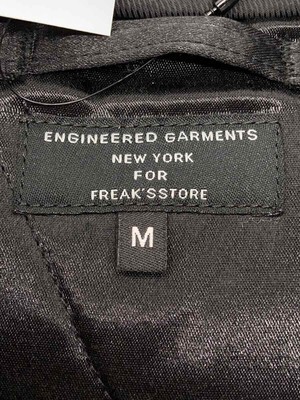 ENGINEERED GARMENTS
NEW YORK
FOR
FREAK'SSTORE
M